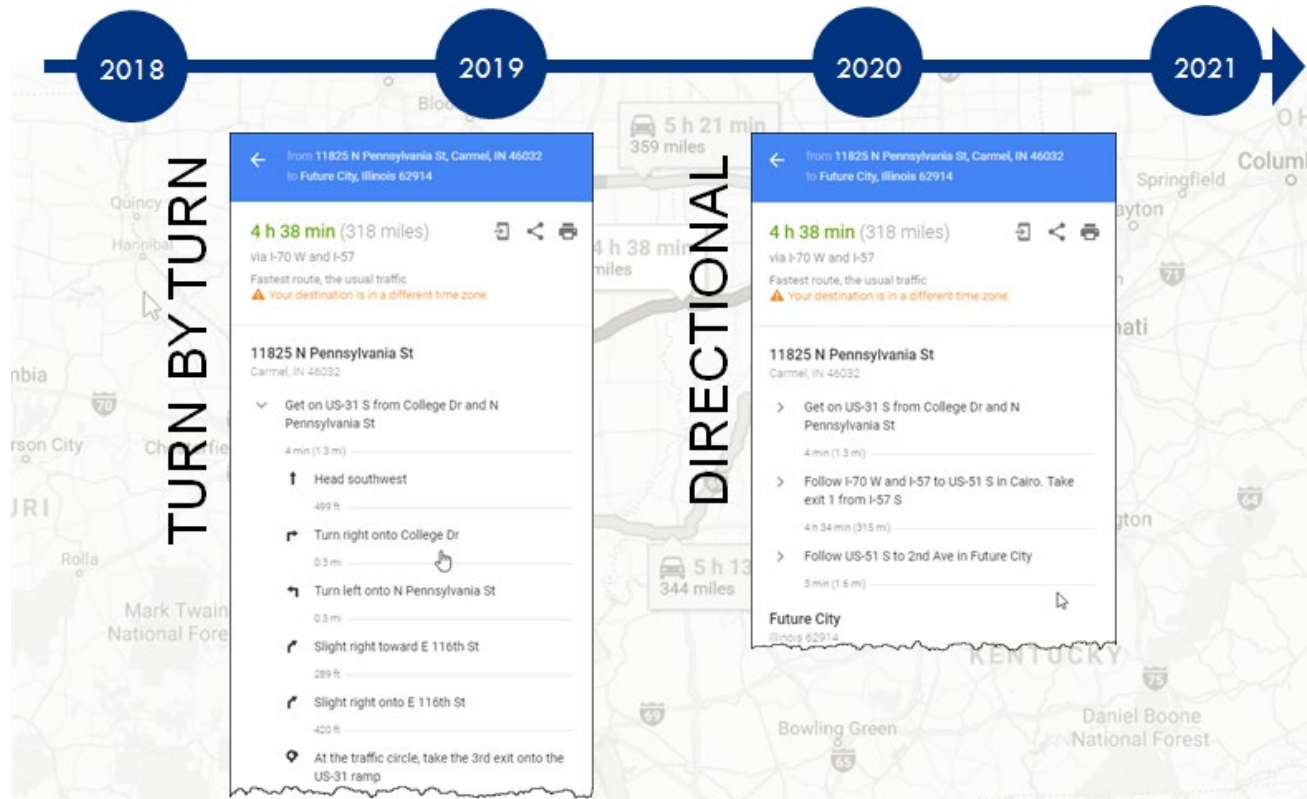 2018
2019
2020
2021
TURN BY TURN
from 11825 N Pennsylvania St, Carmel, IN 46032
to Future City, Illinois 62914
4 h 38 min (318 miles)
via I-70 W and I-57
Fastest route, the usual traffic
Your destination is in a different time zone.
11825 N Pennsylvania St
Carmel, IN 46032
Get on US-31 S from College Dr and N
Pennsylvania St
4 min (1.3 mi)
Head southwest
499 ft
Turn right onto College Dr
0.3 mi
Turn left onto N Pennsylvania St
0.3 mi
Slight right toward E 116th St
289 ft
Slight right onto E 116th St
420 ft
At the traffic circle, take the 3rd exit onto the
US-31 ramp
DIRECTIONAL
from 11825 N Pennsylvania St, Carmel, IN 46032
to Future City, Illinois 62914
4 h 38 min (318 miles)
via I-70 W and I-57
Fastest route, the usual traffic
Your destination is in a different time zone.
11825 N Pennsylvania St
Carmel, IN 46032
Get on US-31 S from College Dr and N
Pennsylvania St
4 min (1.3 mi)
Follow I-70 W and I-57 to US-51 S in Cairo. Take
exit 1 from I-57 S
4 h 34 min (315 mi)
Follow US-51 S to 2nd Ave in Future City
3 min (1.6 mi)
Future City
Illinois 62914
Bloo
5 h 21 min
359 miles
Quincy
Hannibal
4 h 38 min
miles
OH
Columb
Springfield
ayton
71
nati
mbia
70
rson City
Chesterfie
URI
Rolla
64
gton
5 h 13
344 miles
Mark Twain
National Fore
KENTUCKY
75
69
Bowling Green
65
Daniel Boone
National Forest